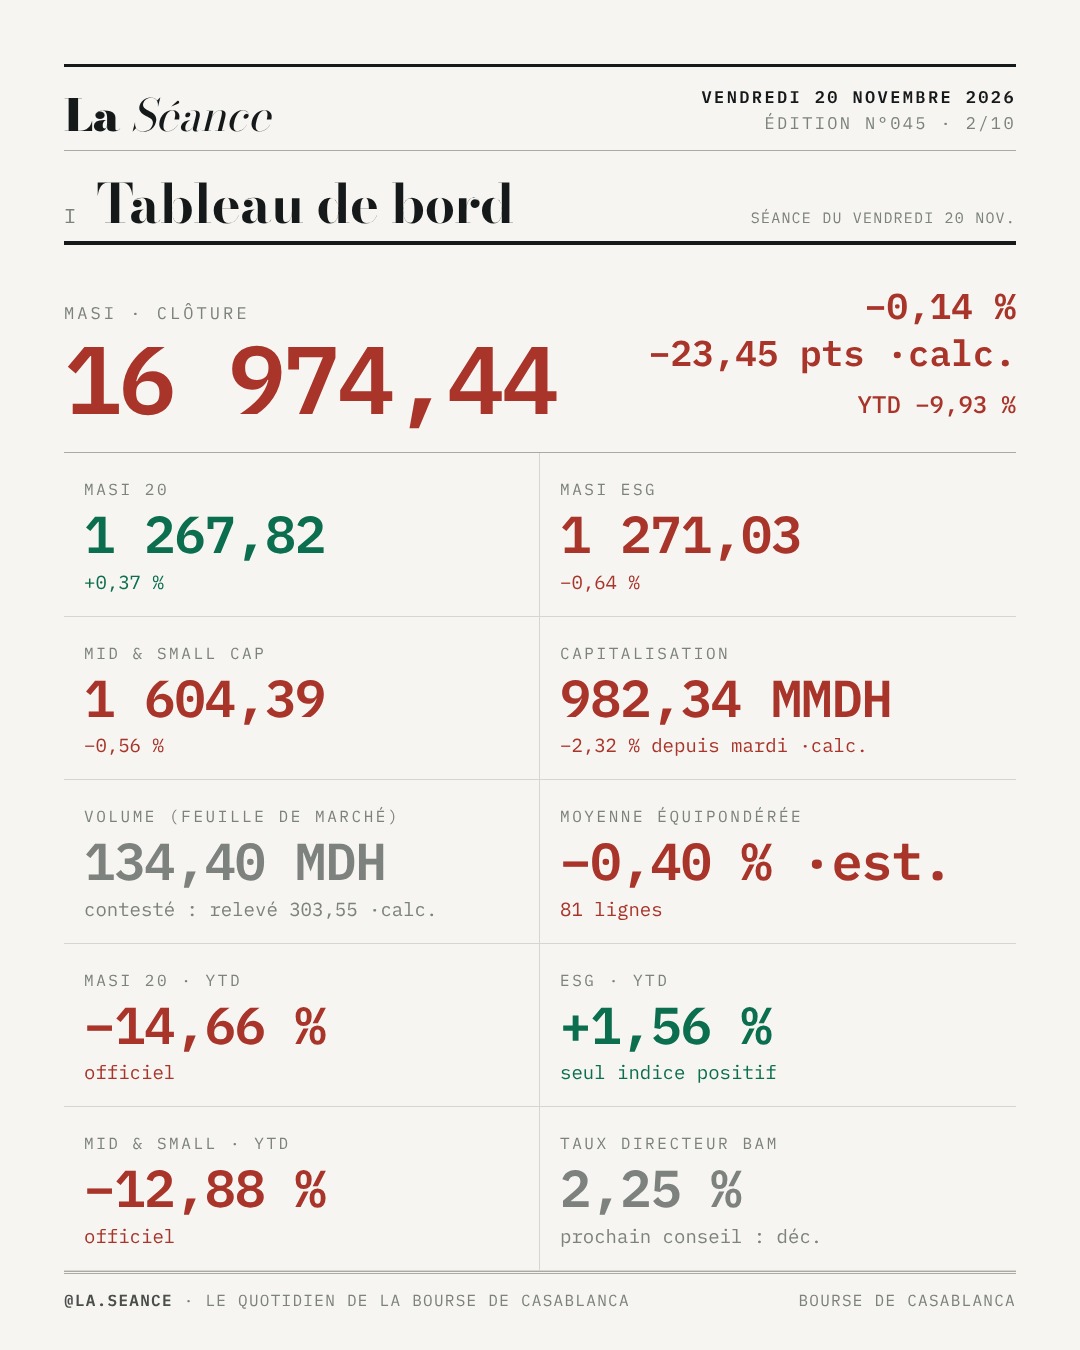 La Séance
VENDREDI 20 NOVEMBRE 2026
ÉDITION N°045 · 2/10
I Tableau de bord
SÉANCE DU VENDREDI 20 NOV.
MASI · CLÔTURE
16 974,44
−0,14 %
−23,45 pts ·calc.
YTD −9,93 %
MASI 20
1 267,82
+0,37 %
MASI ESG
1 271,03
−0,64 %
MID & SMALL CAP
1 604,39
−0,56 %
CAPITALISATION
982,34 MMDH
−2,32 % depuis mardi ·calc.
VOLUME (FEUILLE DE MARCHÉ)
134,40 MDH
contesté : relevé 303,55 ·calc.
MOYENNE ÉQUIPONDÉRÉE
−0,40 % ·est.
81 lignes
MASI 20 · YTD
−14,66 %
officiel
ESG · YTD
+1,56 %
seul indice positif
MID & SMALL · YTD
−12,88 %
officiel
TAUX DIRECTEUR BAM
2,25 %
prochain conseil : déc.
@LA.SEANCE · LE QUOTIDIEN DE LA BOURSE DE CASABLANCA
BOURSE DE CASABLANCA